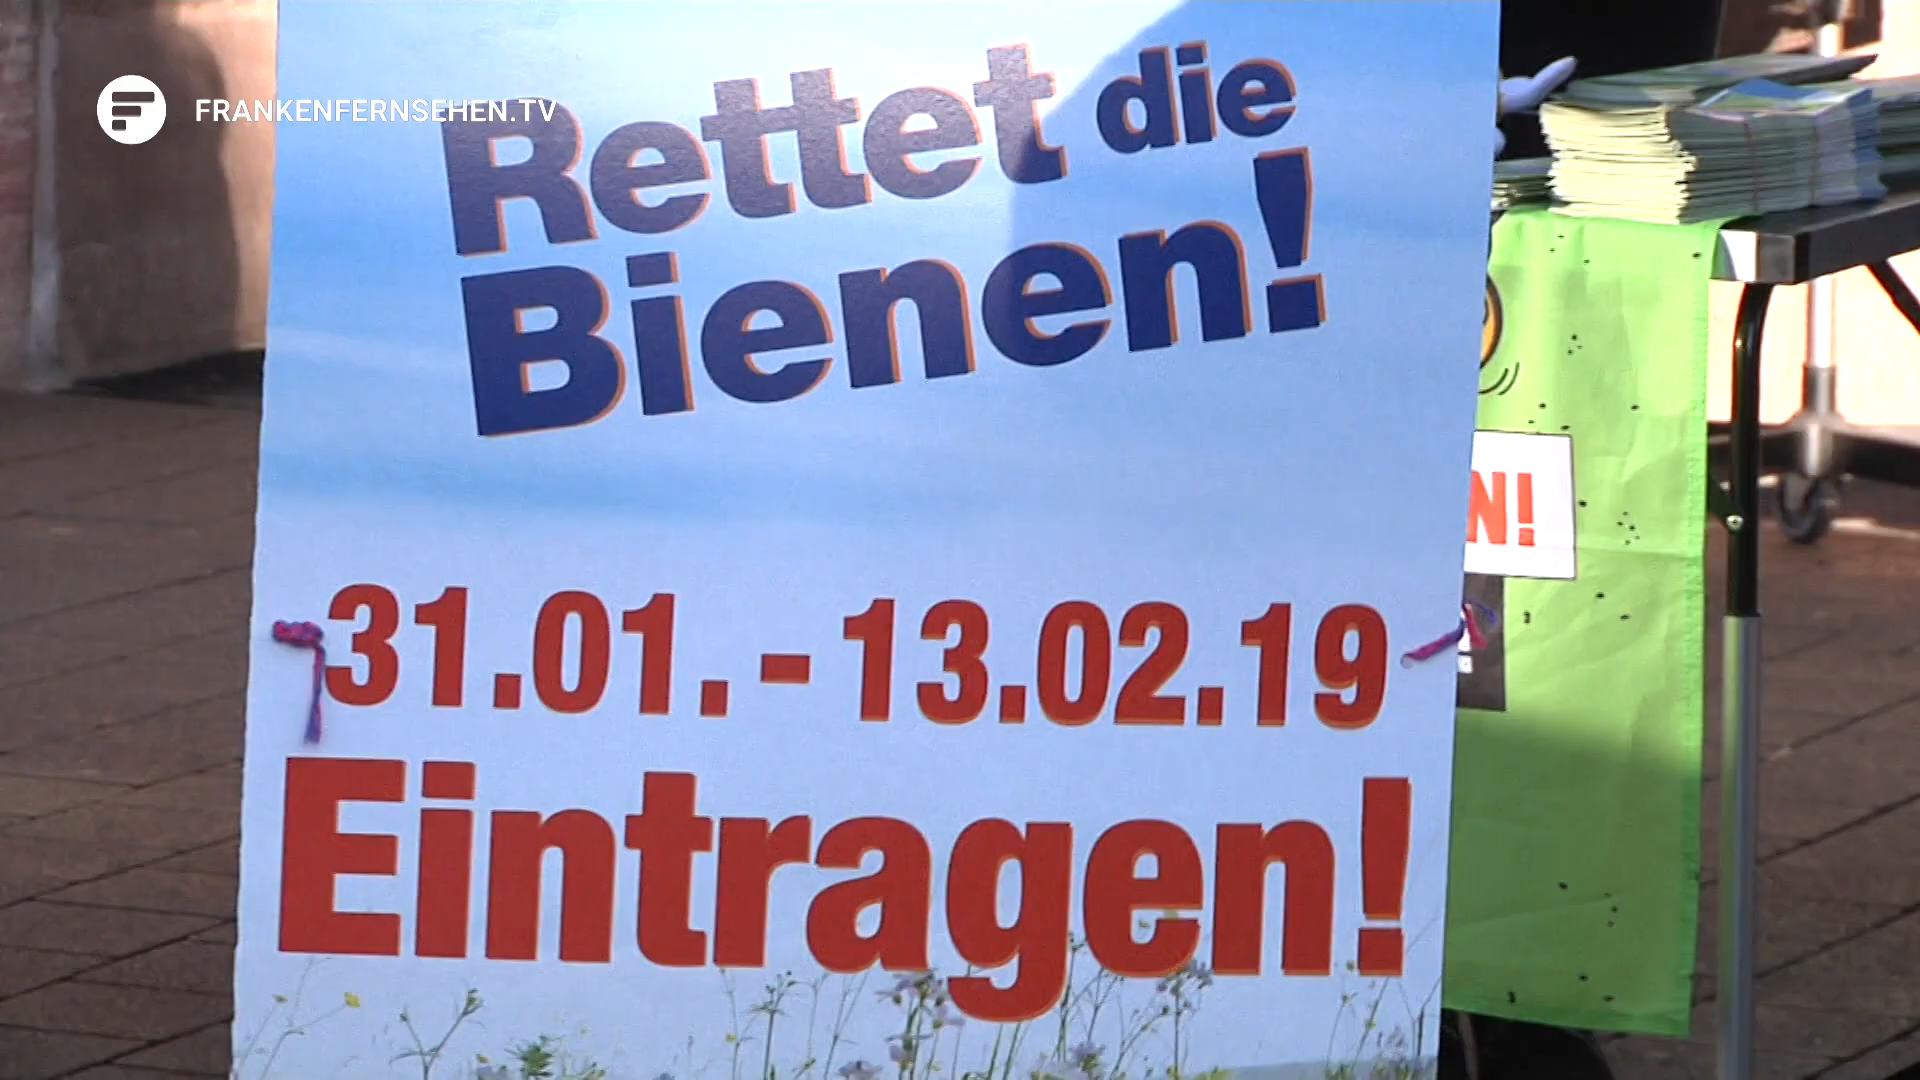 FRANKENFERNSEHEN.TV
Rettet die
Bienen!
31.01. - 13.02.19
Eintragen!
N!
!